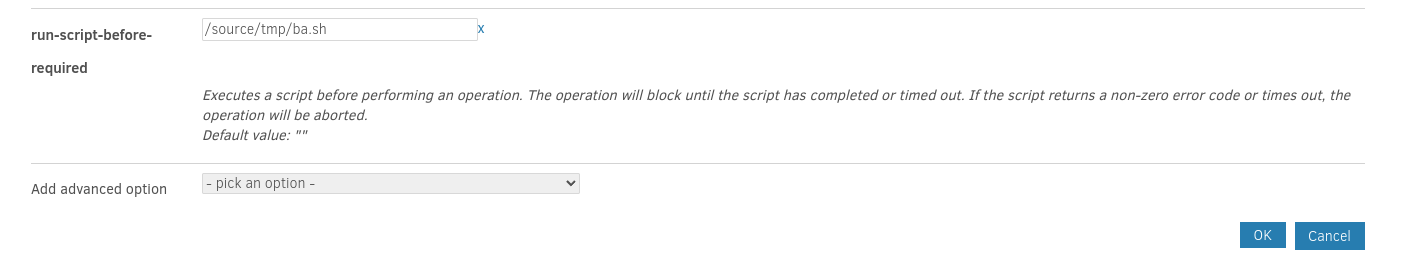 run-script-before-
required
/source/tmp/ba.sh x
Executes a script before performing an operation. The operation will block until the script has completed or timed out. If the script returns a non-zero error code or times out, the
operation will be aborted.
Default value: ""
Add advanced option - pick an option -
OK Cancel